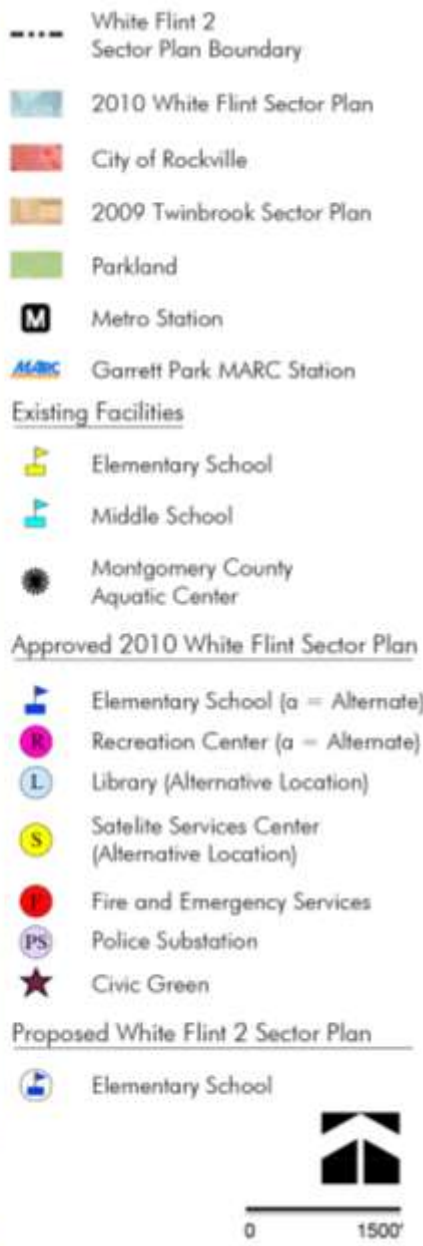 White Flint 2
Sector Plan Boundary
2010 White Flint Sector Plan
City of Rockville
2009 Twinbrook Sector Plan
Parkland
M Metro Station
MARC Garrett Park MARC Station
Existing Facilities
Elementary School
Middle School
Montgomery County
Aquatic Center
Approved 2010 White Flint Sector Plan
Elementary School (a = Alternate)
R Recreation Center (a = Alternate)
L Library (Alternative Location)
S Satelite Services Center
(Alternative Location)
F Fire and Emergency Services
PS Police Substation
Civic Green
Proposed White Flint 2 Sector Plan
Elementary School
0 1500'